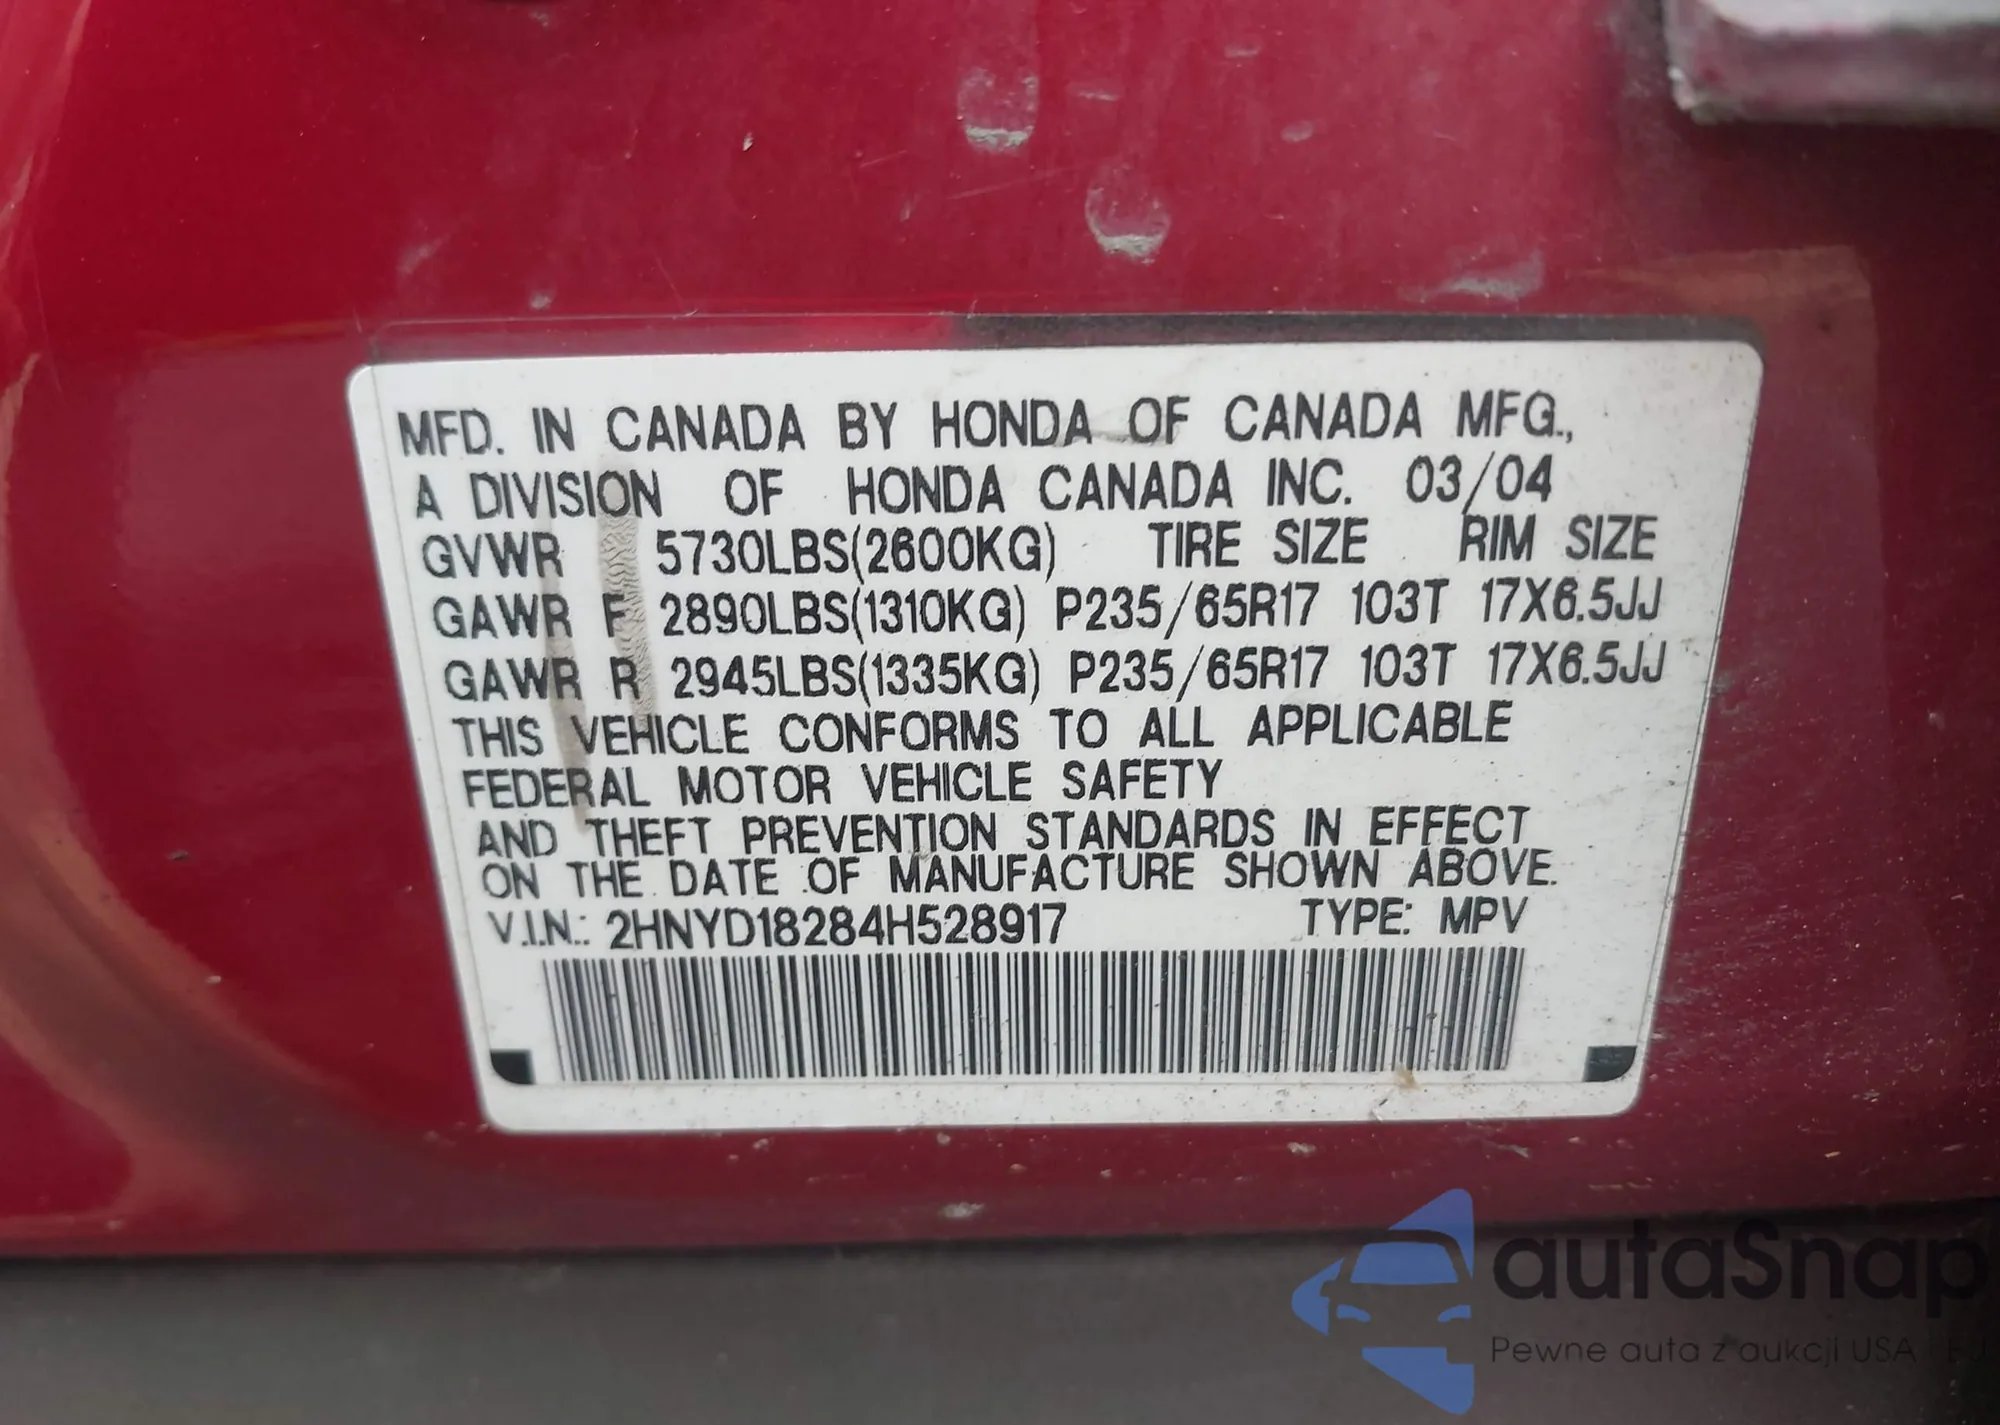 MFD. IN CANADA BY HONDA OF CANADA MFG.,
A DIVISION OF HONDA CANADA INC. 03/04
GVWR 5730LBS(2600KG) TIRE SIZE RIM SIZE
GAWR F 2890LBS(1310KG) P235/65R17 103T 17X6.5JJ
GAWR R 2945LBS(1335KG) P235/65R17 103T 17X6.5JJ
THIS VEHICLE CONFORMS TO ALL APPLICABLE
FEDERAL MOTOR VEHICLE SAFETY
AND THEFT PREVENTION STANDARDS IN EFFECT
ON THE DATE OF MANUFACTURE SHOWN ABOVE.
V.I.N.: 2HNYD18284H528917 TYPE: MPV
autaSnap
Pewne auta z aukcji USA i EU